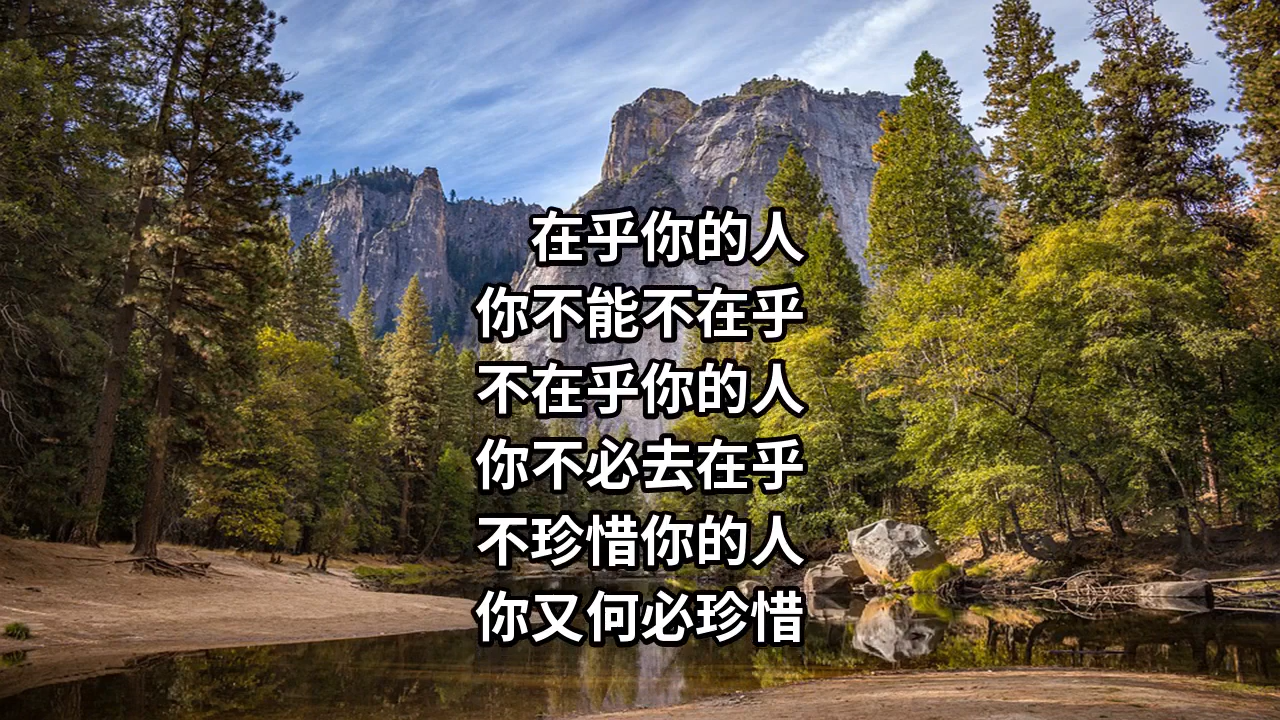 在乎你的人
你不能不在乎
不在乎你的人
你不必去在乎
不珍惜你的人
你又何必珍惜